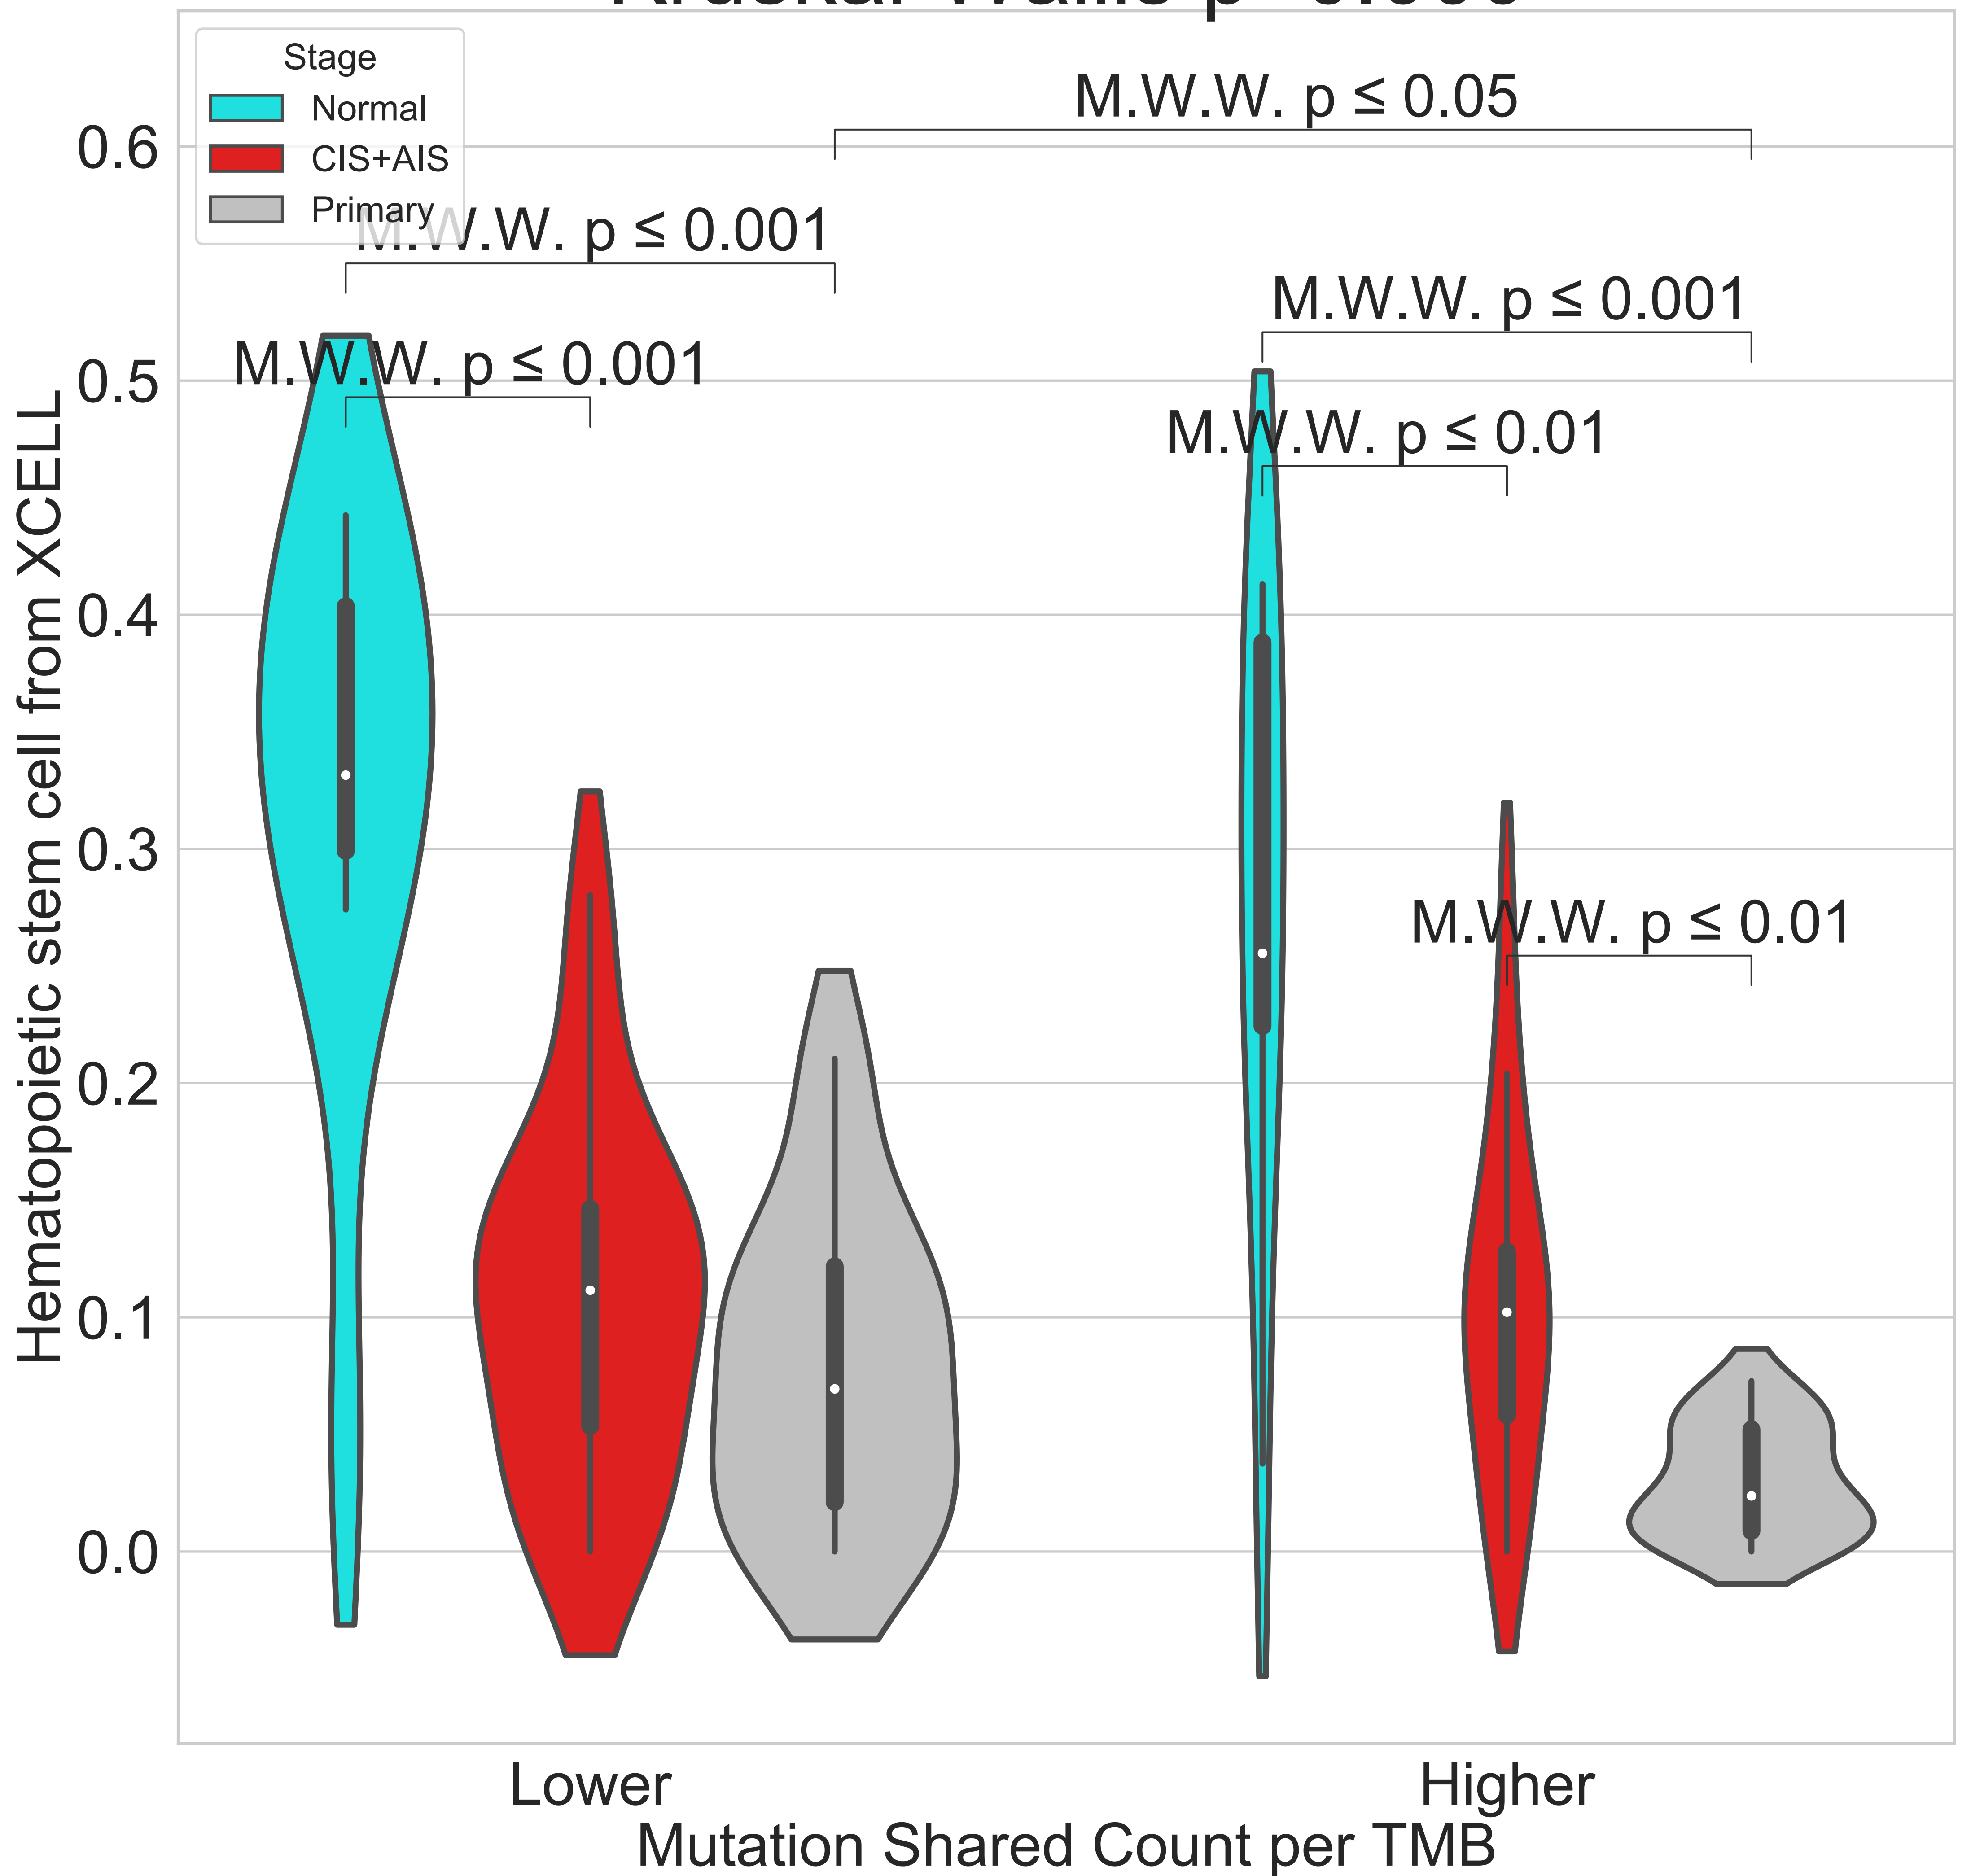 Stage
Normal
CIS+AIS
Primary
M.W.W. p ≤ 0.05
M.W.W. p ≤ 0.001
M.W.W. p ≤ 0.001
M.W.W. p ≤ 0.001
M.W.W. p ≤ 0.01
M.W.W. p ≤ 0.01
Hematopoietic stem cell from XCELL
0.6
0.5
0.4
0.3
0.2
0.1
0.0
Lower
Higher
Mutation Shared Count per TMB